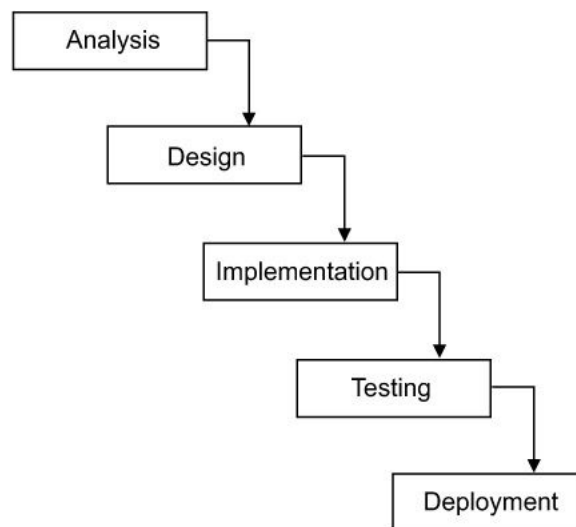 Analysis
Design
Implementation
Testing
Deployment